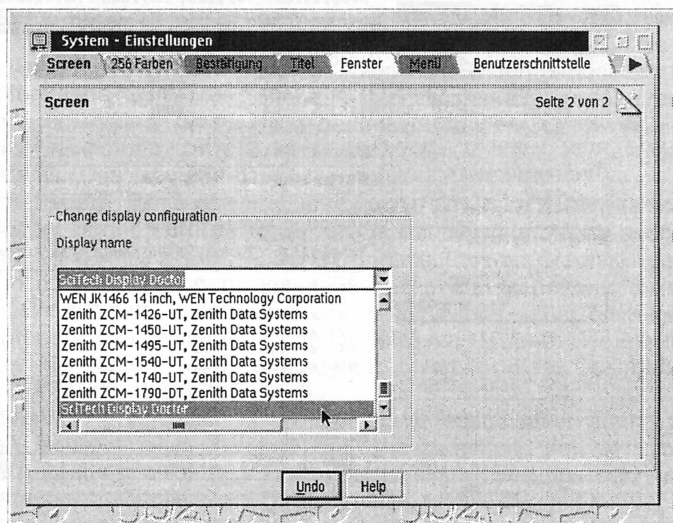 System - Einstellungen
Screen 256 Farben Bestätigung Titel Fenster Menü Benutzerschnittstelle
Screen Seite 2 von 2
Change display configuration
Display name
SciTech Display Doctor
WEN JK1466 14 inch, WEN Technology Corporation
Zenith ZCM-1426-UT, Zenith Data Systems
Zenith ZCM-1450-UT, Zenith Data Systems
Zenith ZCM-1495-UT, Zenith Data Systems
Zenith ZCM-1540-UT, Zenith Data Systems
Zenith ZCM-1740-UT, Zenith Data Systems
Zenith ZCM-1790-DT, Zenith Data Systems
SciTech Display Doctor
Undo Help